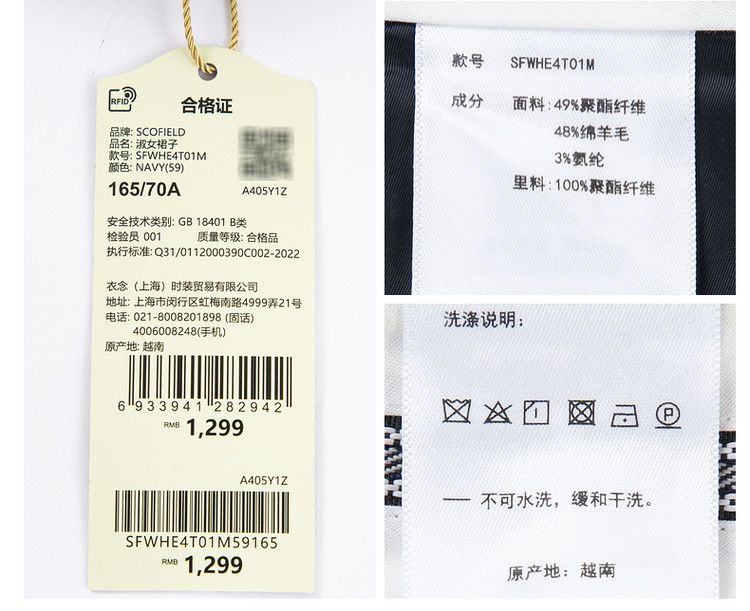 RFID
合格证
品牌: SCOFIELD
品名: 淑女裙子
款号: SFWHE4T01M
颜色: NAVY(59)
165/70A
A405Y1Z
安全技术类别: GB 18401 B类
检验员 001 质量等级: 合格品
执行标准: Q31/0112000390C002-2022
衣念（上海）时装贸易有限公司
地址: 上海市闵行区虹梅南路4999弄21号
电话: 021-8008201898 (固话)
4006008248(手机)
原产地: 越南
6 933941 282942
RMB 1,299
A405Y1Z
SFWHE4T01M59165
RMB 1,299
款号 SFWHE4T01M
成分 面料: 49%聚酯纤维
48%绵羊毛
3%氨纶
里料: 100%聚酯纤维
洗涤说明:
P
— 不可水洗，缓和干洗。
原产地: 越南